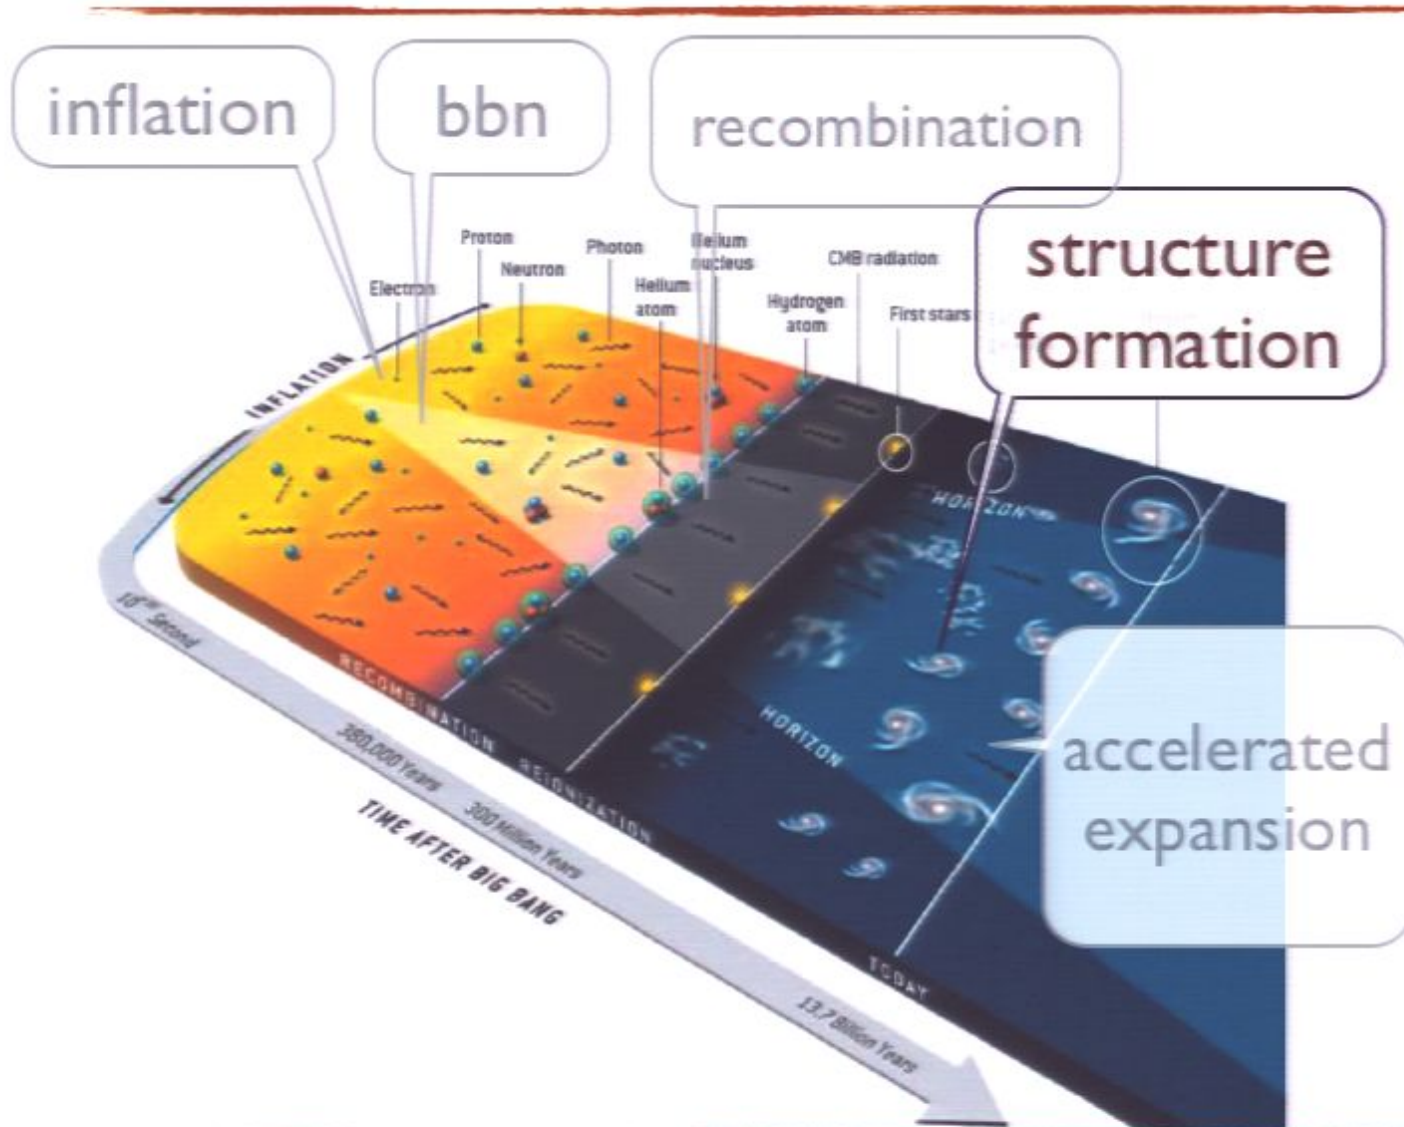 inflation
bbn
recombination
structure
formation
Proton
Neutron
Photon
Helium
nucleus
Electron
Helium
atom
CMB radiation
Hydrogen
atom
First stars
INFLATION
HORIZON
HORIZON
accelerated
expansion
Second
RECOMBINATION
380,000 Years
REIONIZATION
300 Million Years
TIME AFTER BIG BANG
TODAY
13.7 Billion Years